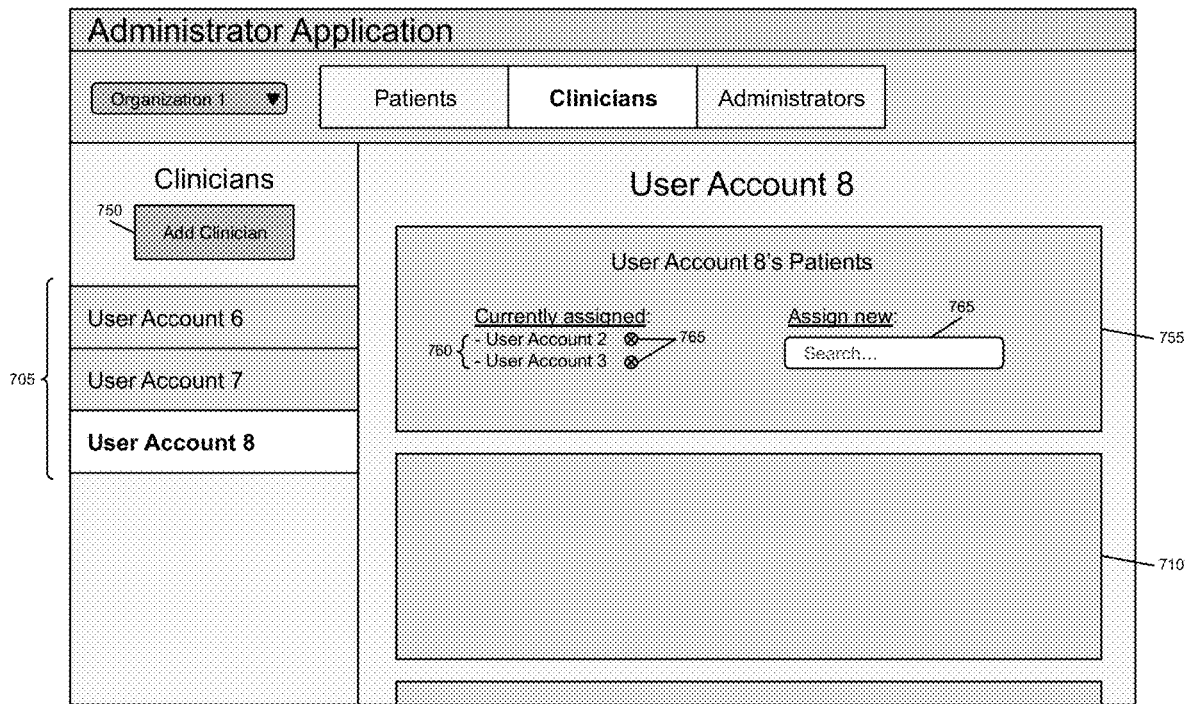 Administrator Application
Organization 1 ▼
Patients
Clinicians
Administrators
Clinicians
750
Add Clinician
User Account 8
User Account 8's Patients
705
User Account 6
User Account 7
User Account 8
Currently assigned:
760
- User Account 2 ⊗
- User Account 3 ⊗
765
Assign new:
765
Search...
755
710